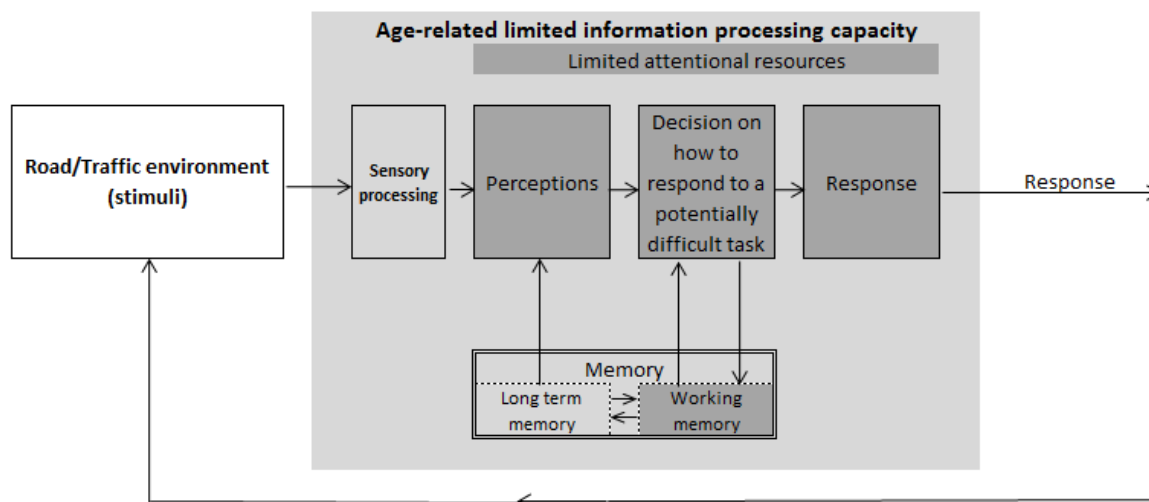 Age-related limited information processing capacity
Limited attentional resources
Road/Traffic environment
(stimuli)
Sensory
processing
Perceptions
Decision on
how to
respond to a
potentially
difficult task
Response
Response
Memory
Long term
memory
Working
memory